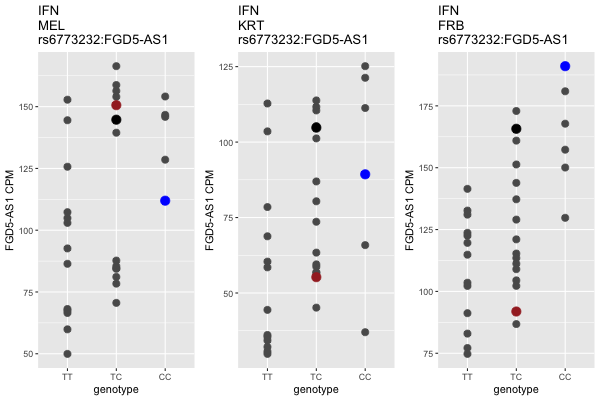 IFN
MEL
rs6773232:FGD5-AS1
FGD5-AS1 CPM
150
125
100
75
50
TT TC CC
genotype
IFN
KRT
rs6773232:FGD5-AS1
FGD5-AS1 CPM
125
100
75
50
TT TC CC
genotype
IFN
FRB
rs6773232:FGD5-AS1
FGD5-AS1 CPM
175
150
125
100
75
TT TC CC
genotype